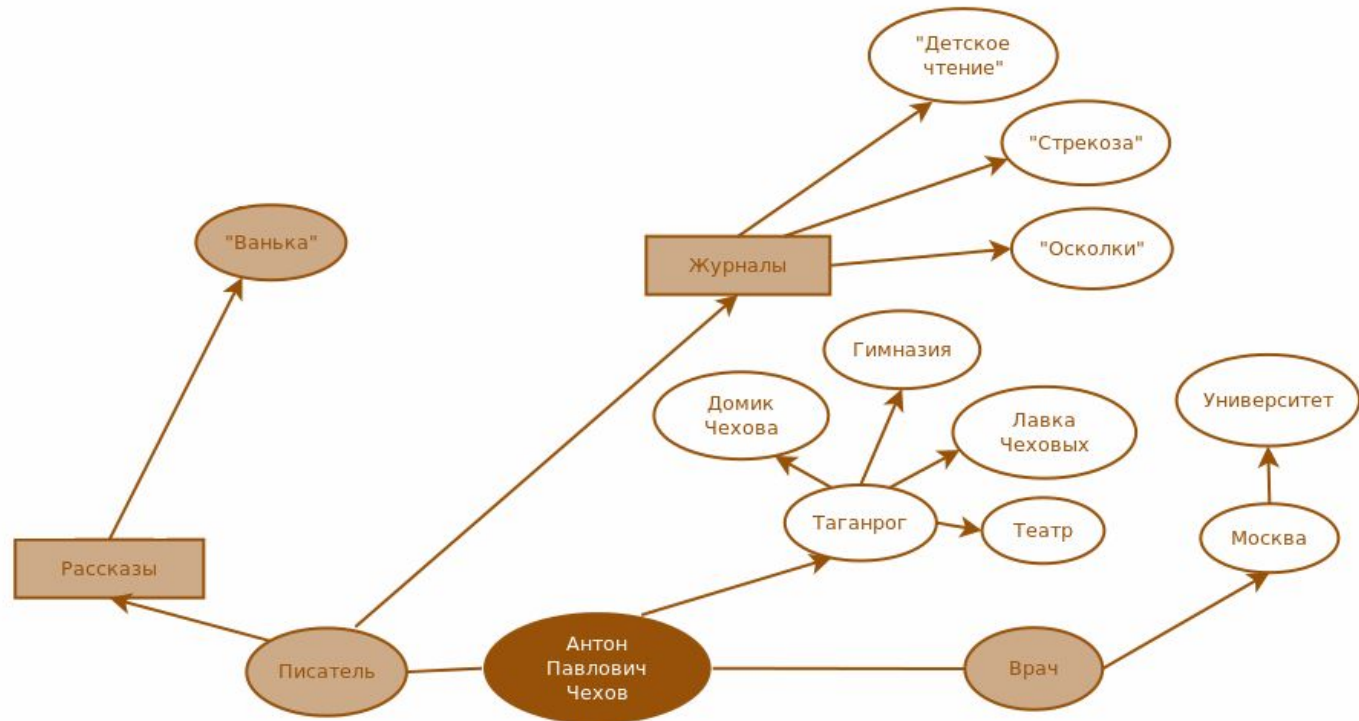 "Детское
чтение"
"Стрекоза"
"Ванька"
"Осколки"
Журналы
Гимназия
Домик
Чехова
Университет
Лавка
Чеховых
Таганрог
Театр
Москва
Рассказы
Антон
Павлович
Чехов
Писатель
Врач